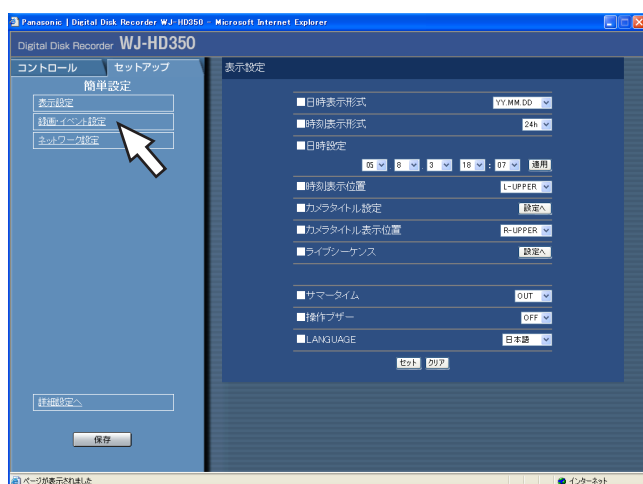 Panasonic | Digital Disk Recorder WJ-HD350 - Microsoft Internet Explorer
Digital Disk Recorder WJ-HD350
コントロール セットアップ
表示設定
簡単設定
表示設定
録画・イベント設定
ネットワーク設定
■日時表示形式 YY.MM.DD
■時刻表示形式 24h
■日時設定
05 . 8 . 3 . 18 : 07 適用
■時刻表示位置 L-UPPER
■カメラタイトル設定 設定へ
■カメラタイトル表示位置 R-UPPER
■ライブシーケンス 設定へ
■サマータイム OUT
■操作ブザー OFF
■LANGUAGE 日本語
セット クリア
詳細設定へ
保存
ページが表示されました インターネット